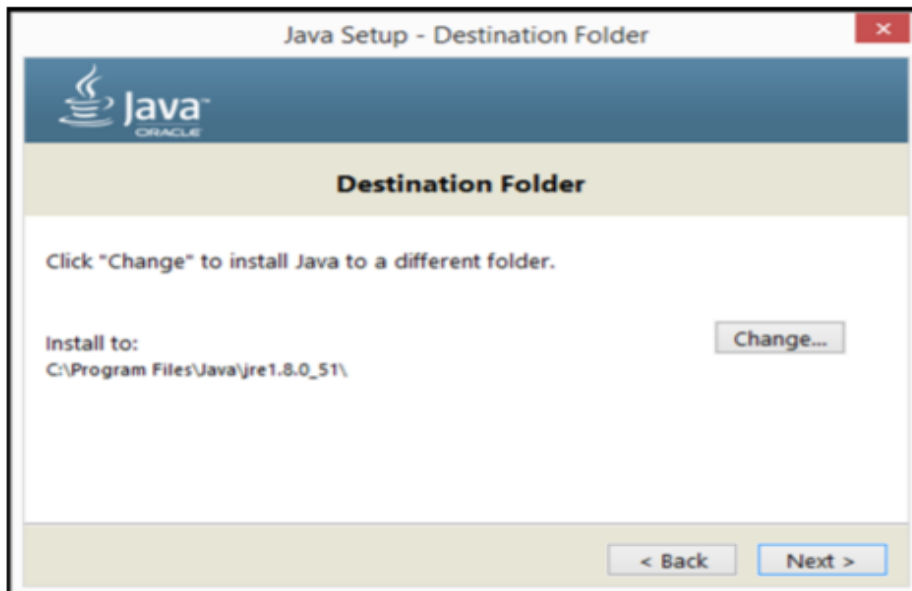 Java Setup - Destination Folder
Java™
ORACLE
Destination Folder
Click "Change" to install Java to a different folder.
Install to:
Change...
C:\Program Files\Java\jre1.8.0_51\
< Back
Next >